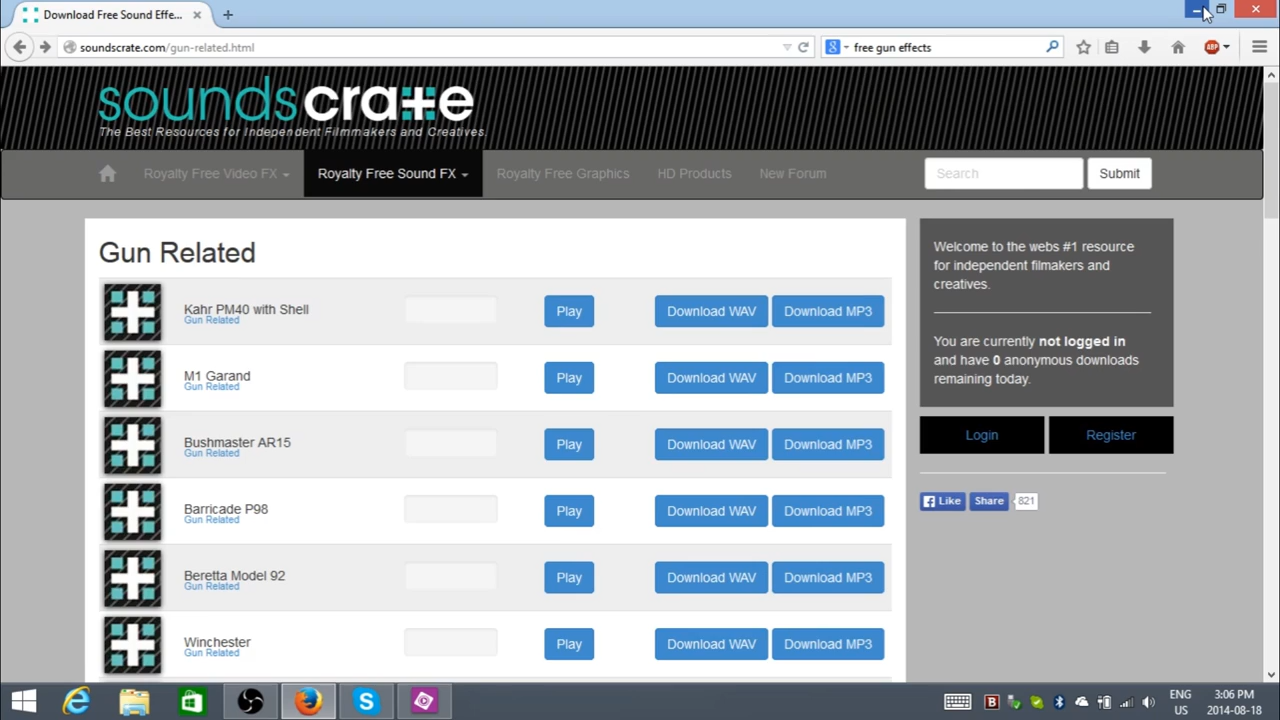 Download Free Sound Effe...
soundscrate.com/gun-related.html
free gun effects
ABP
soundscrate
The Best Resources for Independent Filmmakers and Creatives.
Royalty Free Video FX
Royalty Free Sound FX
Royalty Free Graphics
HD Products
New Forum
Search
Submit
Gun Related
Kahr PM40 with Shell
Gun Related
Play
Download WAV
Download MP3
M1 Garand
Gun Related
Play
Download WAV
Download MP3
Bushmaster AR15
Gun Related
Play
Download WAV
Download MP3
Barricade P98
Gun Related
Play
Download WAV
Download MP3
Beretta Model 92
Gun Related
Play
Download WAV
Download MP3
Winchester
Gun Related
Play
Download WAV
Download MP3
Welcome to the webs #1 resource
for independent filmakers and
creatives.
You are currently not logged in
and have 0 anonymous downloads
remaining today.
Login
Register
Like
Share
821
ENG
US
3:06 PM
2014-08-18